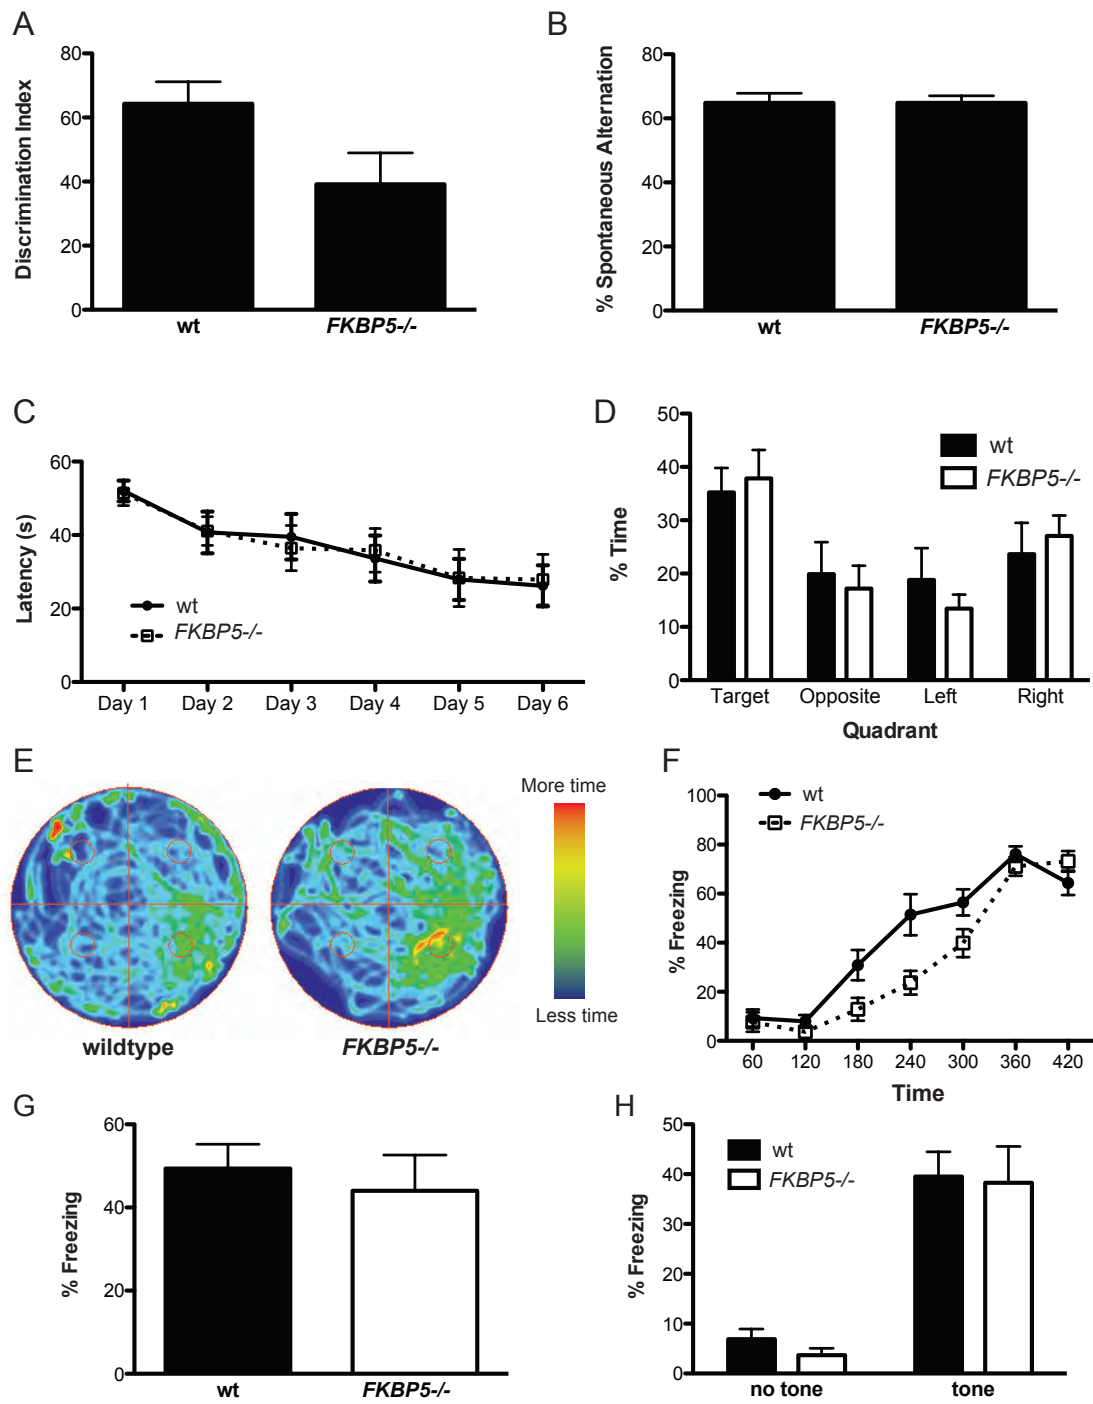 A
Discrimination Index
80
60
40
20
0
wt
FKBP5-/-
B
% Spontaneous Alternation
80
60
40
20
0
wt
FKBP5-/-
C
Latency (s)
60
40
20
0
wt
FKBP5-/-
Day 1 Day 2 Day 3 Day 4 Day 5 Day 6
D
% Time
50
40
30
20
10
0
wt
FKBP5-/-
Target Opposite Left Right
Quadrant
E
wildtype
FKBP5-/-
More time
Less time
F
% Freezing
100
80
60
40
20
0
wt
FKBP5-/-
60 120 180 240 300 360 420
Time
G
% Freezing
60
40
20
0
wt
FKBP5-/-
H
% Freezing
50
40
30
20
10
0
wt
FKBP5-/-
no tone
tone